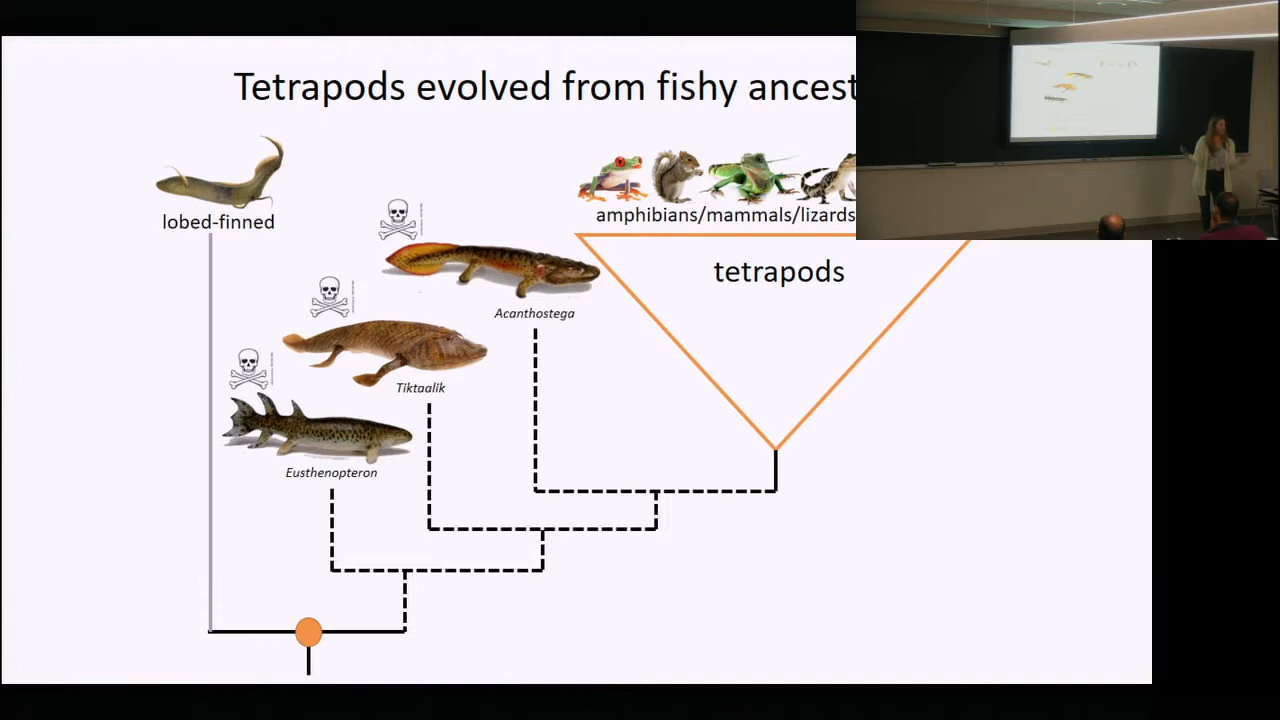 Tetrapods evolved from fishy ancest
lobed-finned
amphibians/mammals/lizards
tetrapods
Acanthostega
Tiktaalik
Eusthenopteron